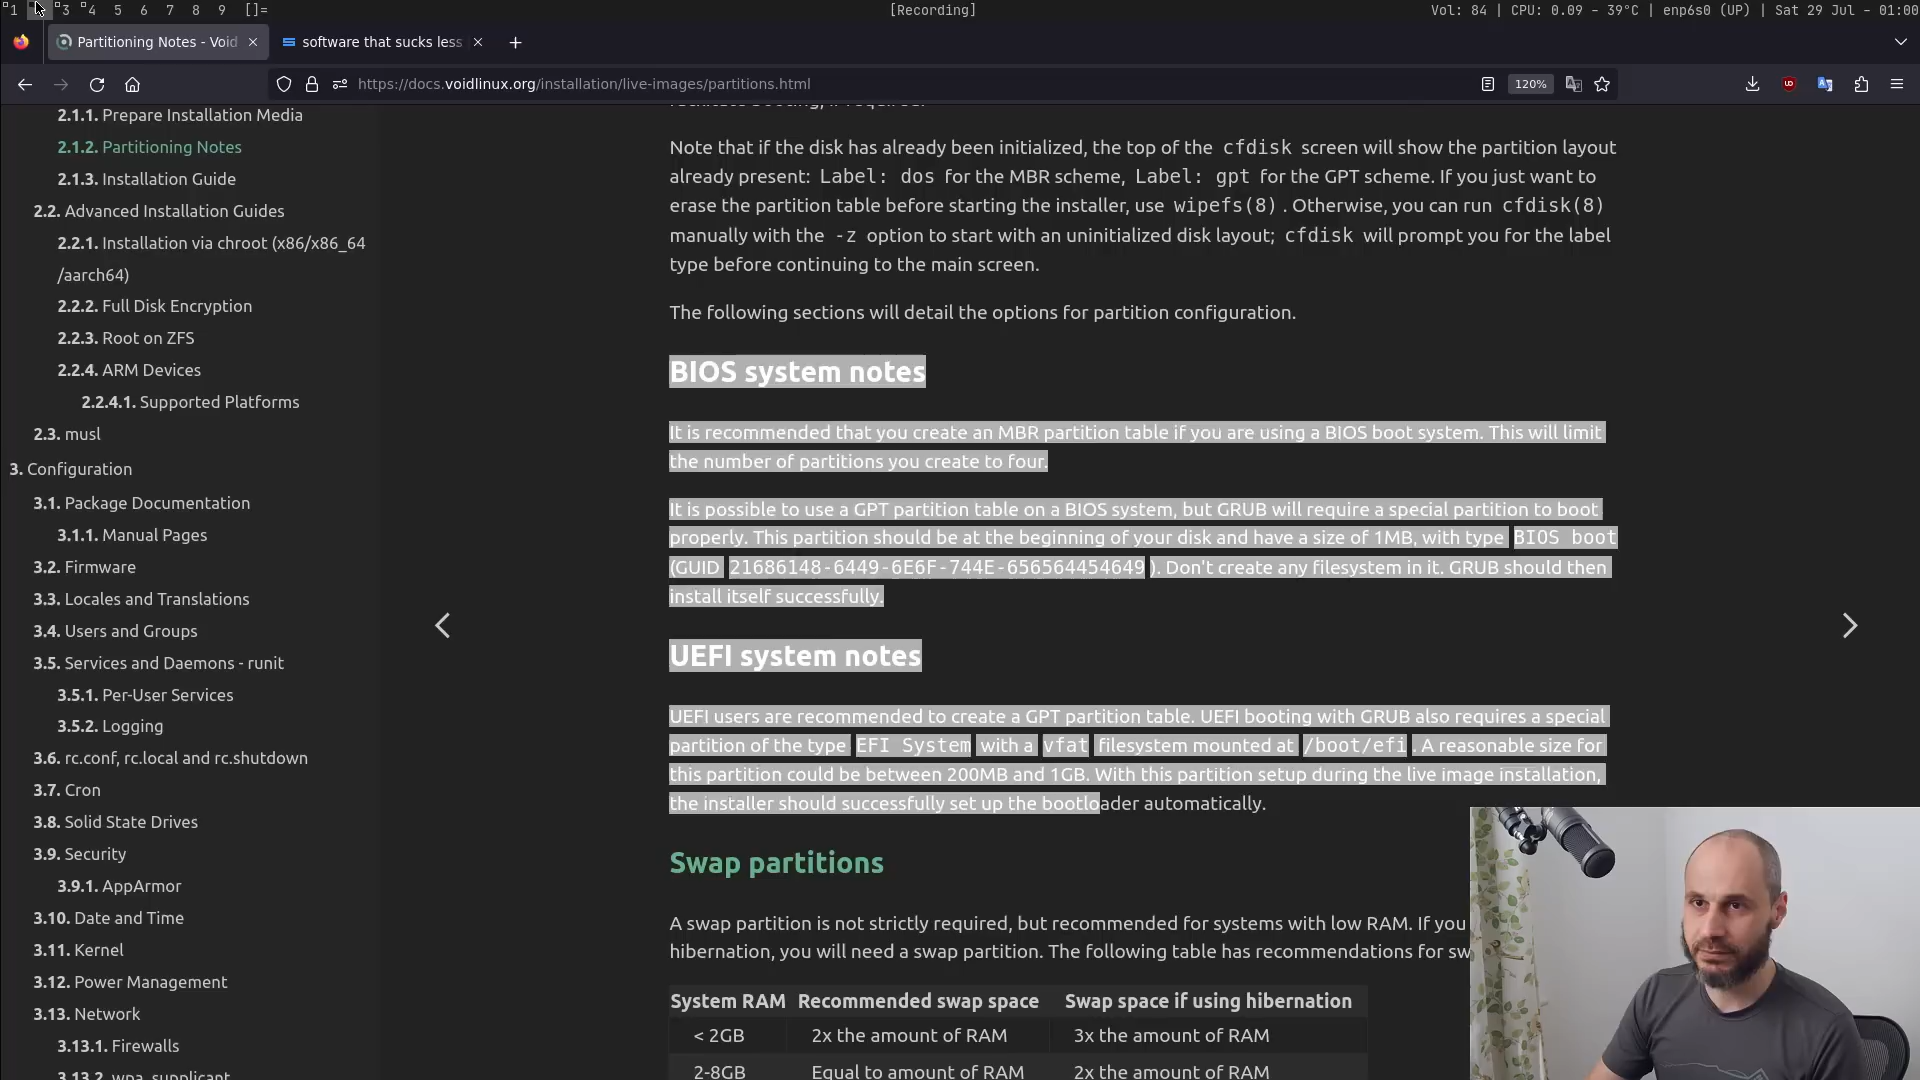 1 3 4 5 6 7 8 9 []= [Recording] Vol: 84 | CPU: 0.09 - 39°C | enp6s0 (UP) | Sat 29 Jul - 01:00
Partitioning Notes - Void software that sucks less
https://docs.voidlinux.org/installation/live-images/partitions.html 120%
2.1.1. Prepare Installation Media
2.1.2. Partitioning Notes
2.1.3. Installation Guide
2.2. Advanced Installation Guides
2.2.1. Installation via chroot (x86/x86_64
/aarch64)
2.2.2. Full Disk Encryption
2.2.3. Root on ZFS
2.2.4. ARM Devices
2.2.4.1. Supported Platforms
2.3. musl
3. Configuration
3.1. Package Documentation
3.1.1. Manual Pages
3.2. Firmware
3.3. Locales and Translations
3.4. Users and Groups
3.5. Services and Daemons - runit
3.5.1. Per-User Services
3.5.2. Logging
3.6. rc.conf, rc.local and rc.shutdown
3.7. Cron
3.8. Solid State Drives
3.9. Security
3.9.1. AppArmor
3.10. Date and Time
3.11. Kernel
3.12. Power Management
3.13. Network
3.13.1. Firewalls
3.13.2. wpa_supplicant
Note that if the disk has already been initialized, the top of the cfdisk screen will show the partition layout
already present: Label: dos for the MBR scheme, Label: gpt for the GPT scheme. If you just want to
erase the partition table before starting the installer, use wipefs(8). Otherwise, you can run cfdisk(8)
manually with the -z option to start with an uninitialized disk layout; cfdisk will prompt you for the label
type before continuing to the main screen.
The following sections will detail the options for partition configuration.
BIOS system notes
It is recommended that you create an MBR partition table if you are using a BIOS boot system. This will limit
the number of partitions you create to four.
It is possible to use a GPT partition table on a BIOS system, but GRUB will require a special partition to boot
properly. This partition should be at the beginning of your disk and have a size of 1MB, with type BIOS boot
(GUID 21686148-6449-6E6F-744E-656564454649 ). Don't create any filesystem in it. GRUB should then
install itself successfully.
UEFI system notes
UEFI users are recommended to create a GPT partition table. UEFI booting with GRUB also requires a special
partition of the type EFI System with a vfat filesystem mounted at /boot/efi . A reasonable size for
this partition could be between 200MB and 1GB. With this partition setup during the live image installation,
the installer should successfully set up the bootloader automatically.
Swap partitions
A swap partition is not strictly required, but recommended for systems with low RAM. If you
hibernation, you will need a swap partition. The following table has recommendations for sw
System RAM Recommended swap space Swap space if using hibernation
< 2GB 2x the amount of RAM 3x the amount of RAM
2-8GB Equal to amount of RAM 2x the amount of RAM